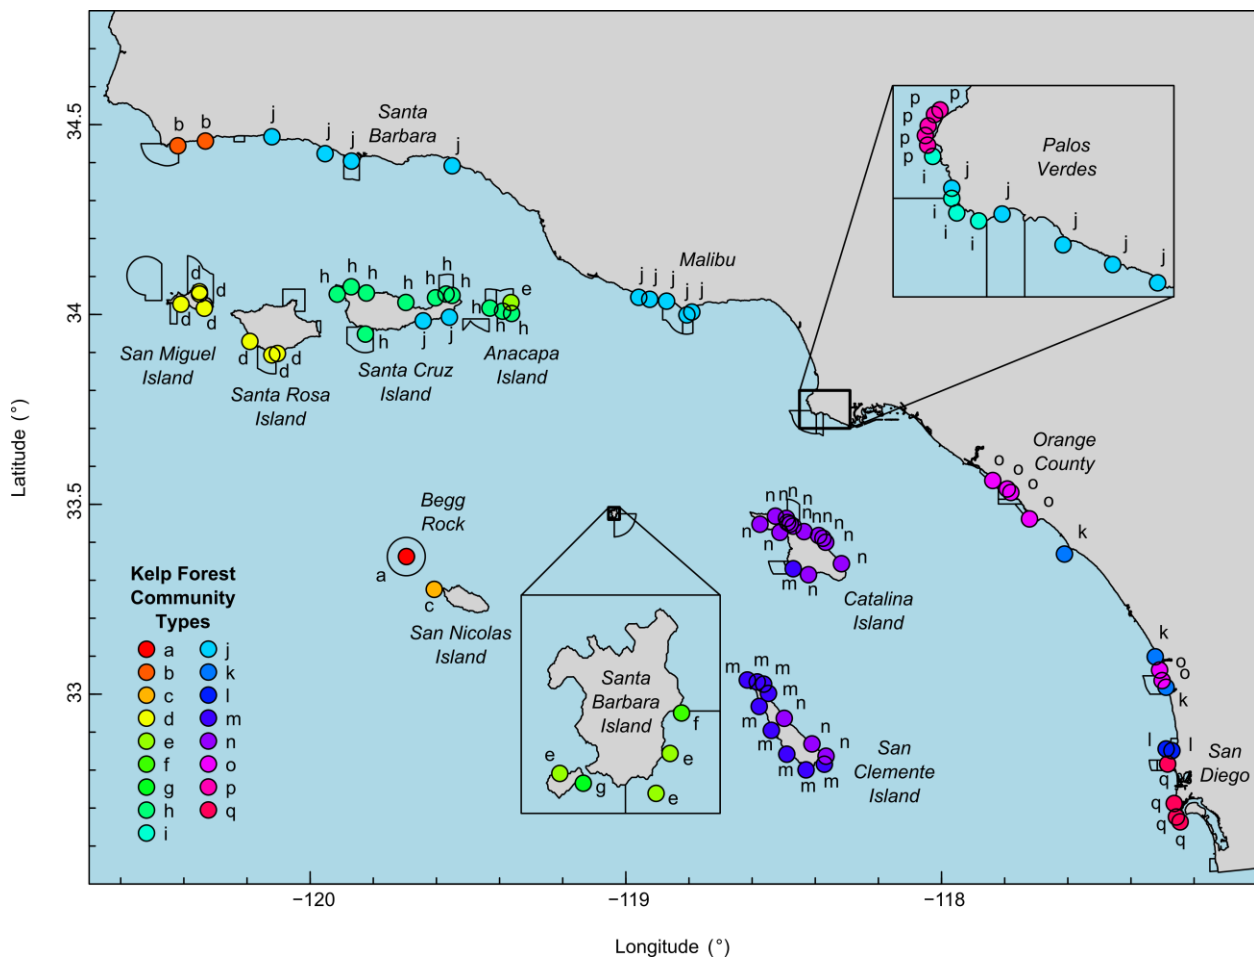 Santa
Barbara
b
b
j
j
j
j
Palos
Verdes
p
p
p
p
p
i
j
i
i
j
j
j
j
Malibu
j
j
j
j
j
d
d
d
d
San Miguel
Island
d
d
d
Santa Rosa
Island
h
h
h
h
h
h
h
h
j
j
Santa Cruz
Island
e
h
h
h
Anacapa
Island
Orange
County
o
o
o
o
k
Begg
Rock
a
c
San Nicolas
Island
n
n
n
n
n
n
n
n
n
n
m
n
n
Catalina
Island
Santa
Barbara
Island
f
e
e
g
e
m
m
m
m
m
n
n
n
m
m
m
m
San
Clemente
Island
k
o
o
k
l
l
San
Diego
q
q
q
q
Kelp Forest
Community
Types
a
b
c
d
e
f
g
h
i
j
k
l
m
n
o
p
q
34.5
34
33.5
33
Latitude (°)
−120
−119
−118
Longitude (°)